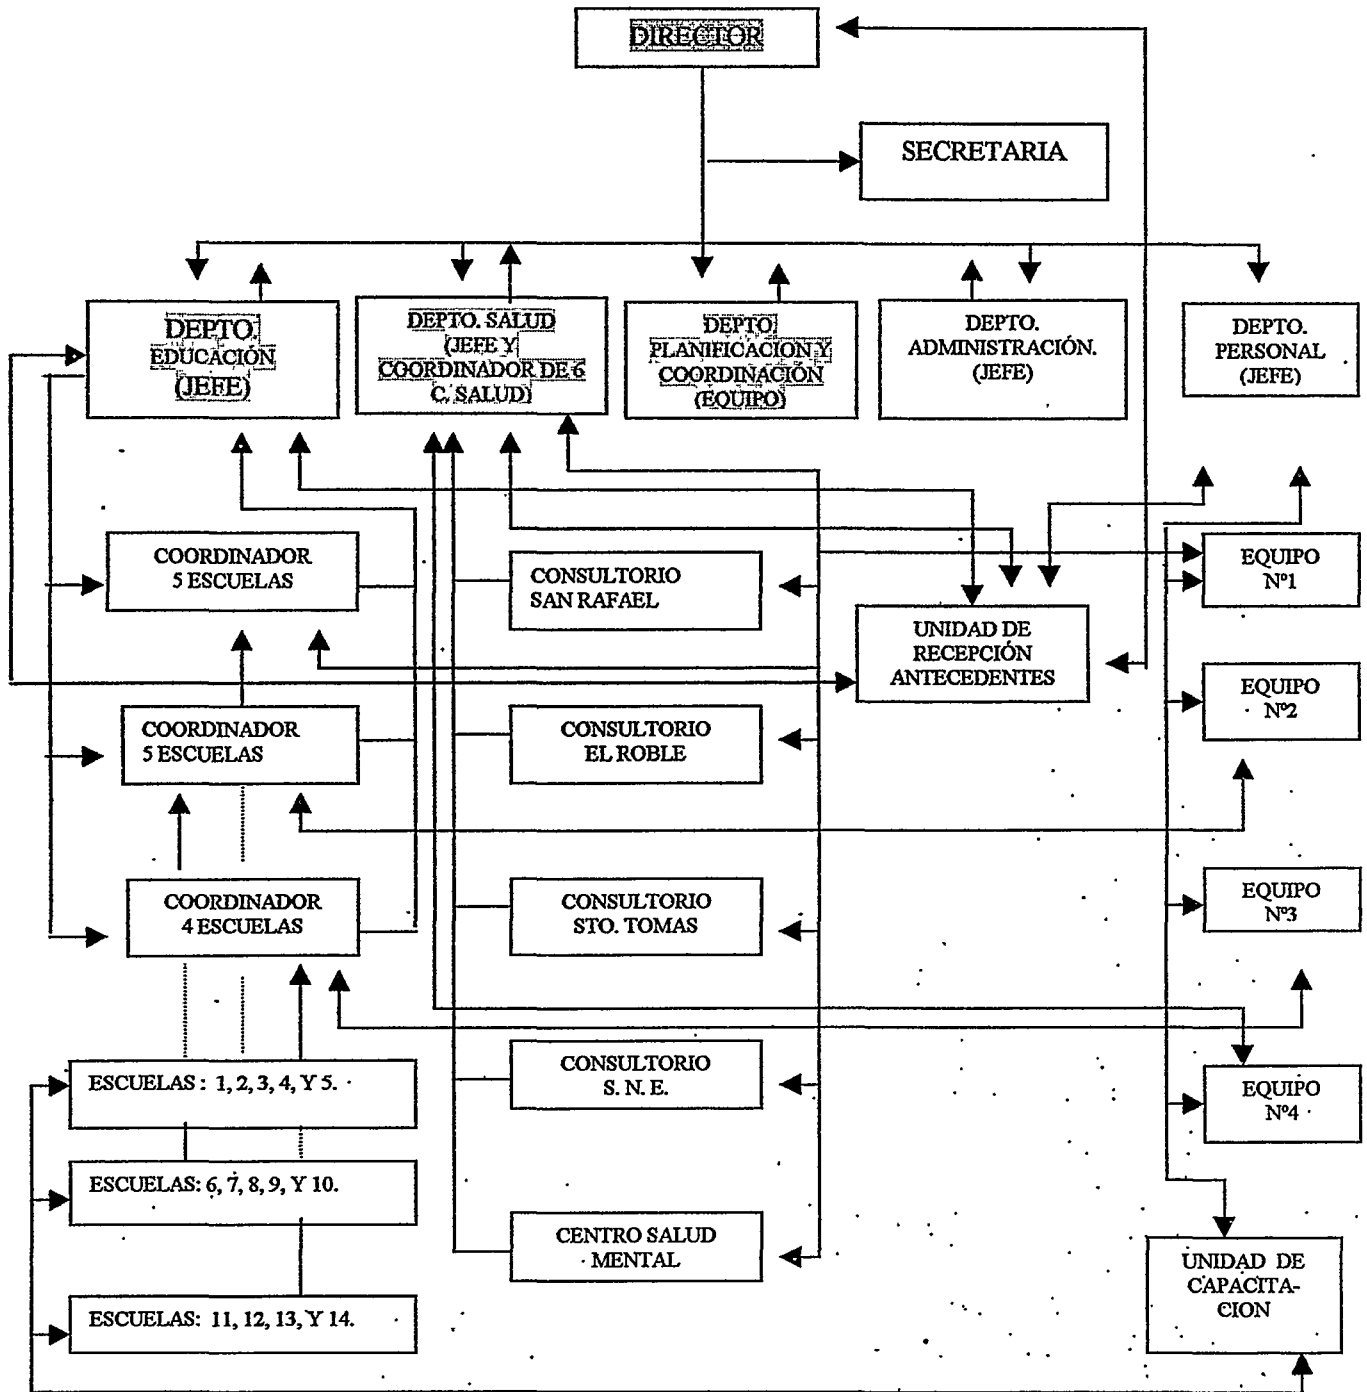 DIRECTOR
SECRETARIA
DEPTO.
EDUCACIÓN
(JEFE)
DEPTO. SALUD
(JEFE Y
COORDINADOR DE 6
C. SALUD)
DEPTO
PLANIFICACION Y
COORDINACIÓN
(EQUIPO)
DEPTO.
ADMINISTRACIÓN.
(JEFE)
DEPTO.
PERSONAL
(JEFE)
COORDINADOR
5 ESCUELAS
CONSULTORIO
SAN RAFAEL
UNIDAD DE
RECEPCIÓN
ANTECEDENTES
EQUIPO
Nº1
COORDINADOR
5 ESCUELAS
CONSULTORIO
EL ROBLE
EQUIPO
Nº2
COORDINADOR
4 ESCUELAS
CONSULTORIO
STO. TOMAS
EQUIPO
Nº3
ESCUELAS : 1, 2, 3, 4, Y 5.
CONSULTORIO
S. N. E.
EQUIPO
Nº4
ESCUELAS: 6, 7, 8, 9, Y 10.
CENTRO SALUD
MENTAL
UNIDAD DE
CAPACITA-
CION
ESCUELAS: 11, 12, 13, Y 14.